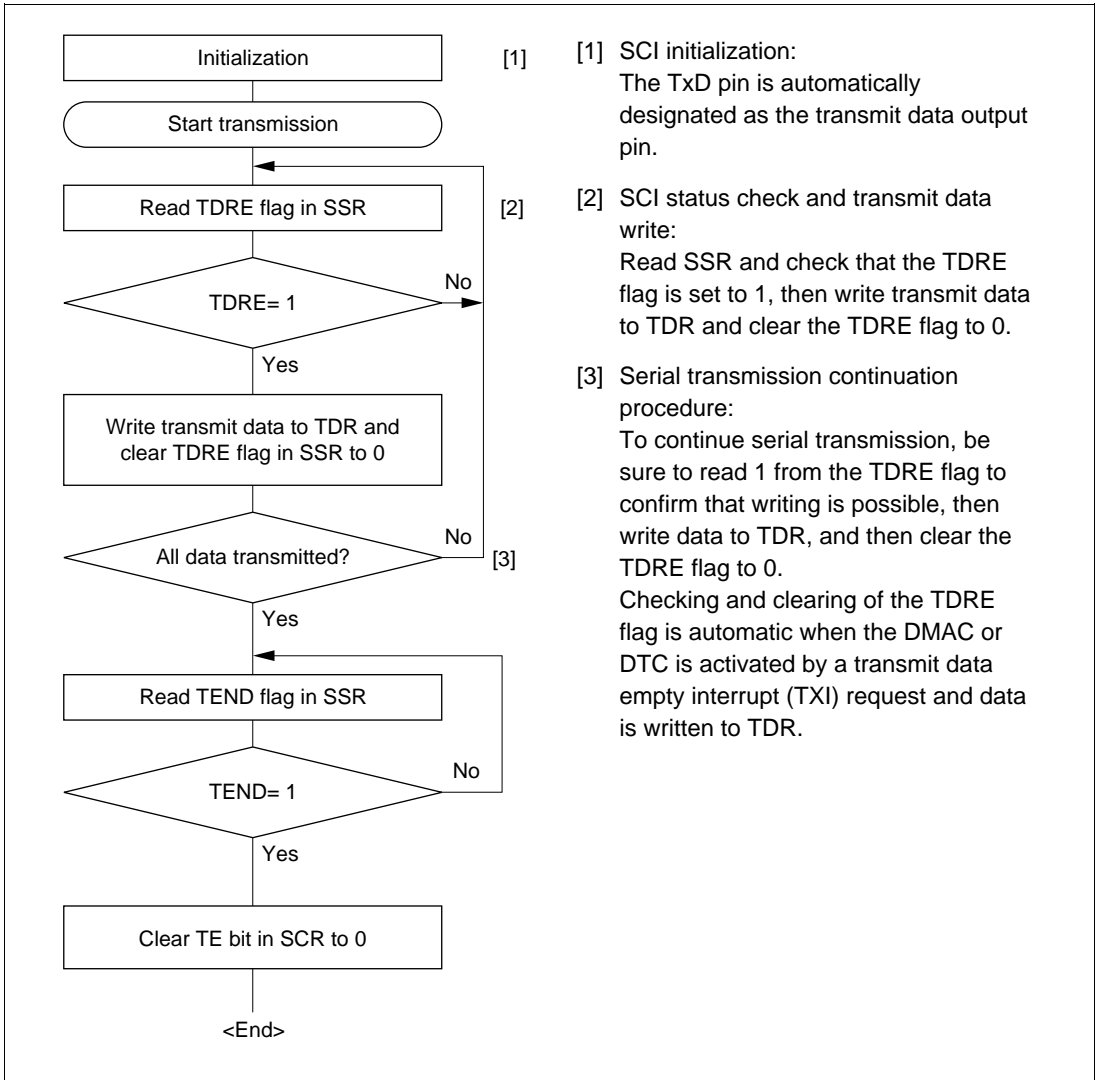 Initialization
[1]
Start transmission
Read TDRE flag in SSR
[2]
TDRE= 1
No
Yes
Write transmit data to TDR and
clear TDRE flag in SSR to 0
All data transmitted?
No
[3]
Yes
Read TEND flag in SSR
TEND= 1
No
Yes
Clear TE bit in SCR to 0
<End>
[1] SCI initialization:
The TxD pin is automatically
designated as the transmit data output
pin.
[2] SCI status check and transmit data
write:
Read SSR and check that the TDRE
flag is set to 1, then write transmit data
to TDR and clear the TDRE flag to 0.
[3] Serial transmission continuation
procedure:
To continue serial transmission, be
sure to read 1 from the TDRE flag to
confirm that writing is possible, then
write data to TDR, and then clear the
TDRE flag to 0.
Checking and clearing of the TDRE
flag is automatic when the DMAC or
DTC is activated by a transmit data
empty interrupt (TXI) request and data
is written to TDR.